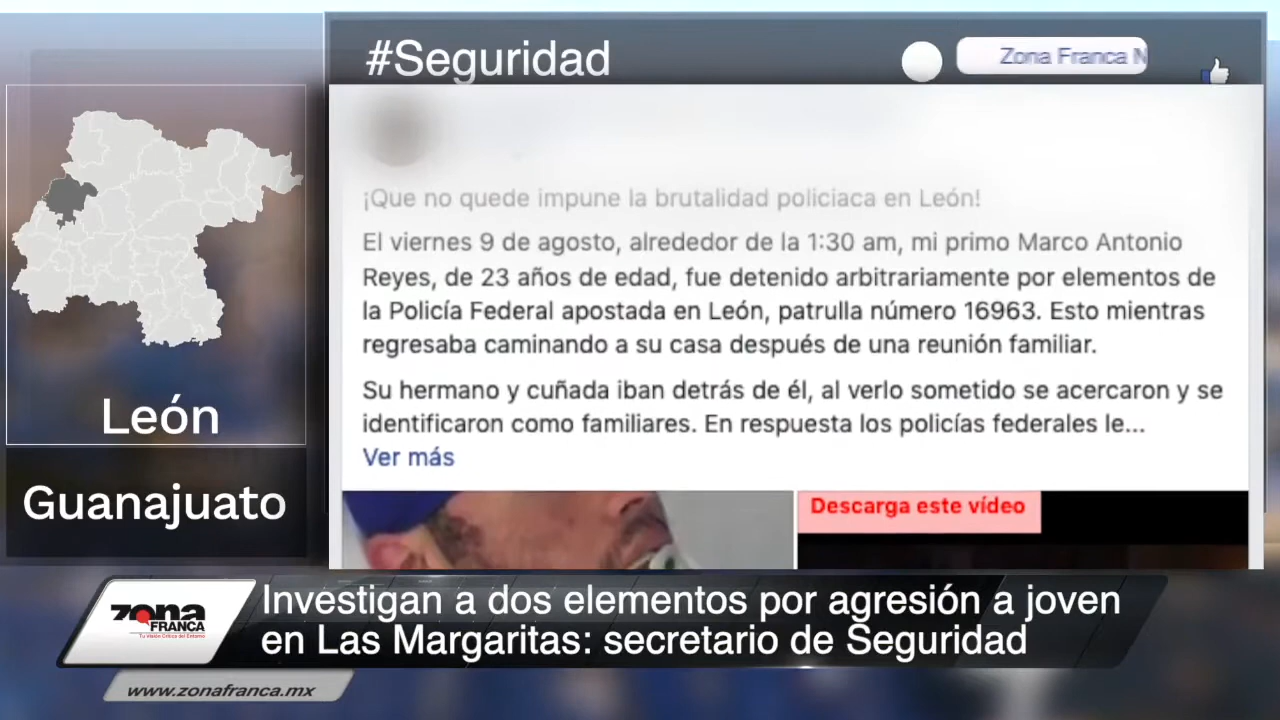 #Seguridad
Zona Franca N
¡Que no quede impune la brutalidad policiaca en León!
El viernes 9 de agosto, alrededor de la 1:30 am, mi primo Marco Antonio
Reyes, de 23 años de edad, fue detenido arbitrariamente por elementos de
la Policía Federal apostada en León, patrulla número 16963. Esto mientras
regresaba caminando a su casa después de una reunión familiar.
Su hermano y cuñada iban detrás de él, al verlo sometido se acercaron y se
identificaron como familiares. En respuesta los policías federales le...
Ver más
Descarga este vídeo
León
Guanajuato
zona
FRANCA
Tu Visión Crítica del Entorno
Investigan a dos elementos por agresión a joven
en Las Margaritas: secretario de Seguridad
www.zonafranca.mx